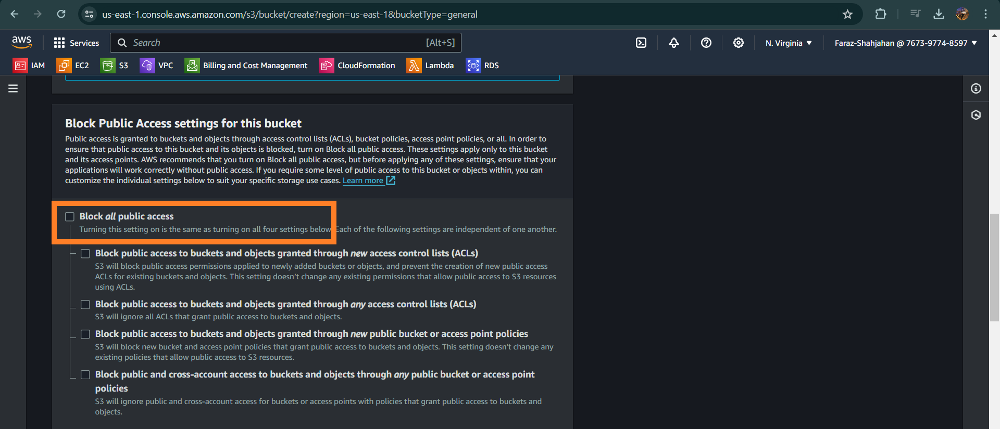 us-east-1.console.aws.amazon.com/s3/bucket/create?region=us-east-1&bucketType=general
aws
Services
Search
[Alt+S]
N. Virginia
Faraz-Shahjahan @ 7673-9774-8597
IAM
EC2
S3
VPC
Billing and Cost Management
CloudFormation
Lambda
RDS
Block Public Access settings for this bucket
Public access is granted to buckets and objects through access control lists (ACLs), bucket policies, access point policies, or all. In order to
ensure that public access to this bucket and its objects is blocked, turn on Block all public access. These settings apply only to this bucket
and its access points. AWS recommends that you turn on Block all public access, but before applying any of these settings, ensure that your
applications will work correctly without public access. If you require some level of public access to this bucket or objects within, you can
customize the individual settings below to suit your specific storage use cases. Learn more
Block all public access
Turning this setting on is the same as turning on all four settings below. Each of the following settings are independent of one another.
Block public access to buckets and objects granted through new access control lists (ACLs)
S3 will block public access permissions applied to newly added buckets or objects, and prevent the creation of new public access
ACLs for existing buckets and objects. This setting doesn’t change any existing permissions that allow public access to S3 resources
using ACLs.
Block public access to buckets and objects granted through any access control lists (ACLs)
S3 will ignore all ACLs that grant public access to buckets and objects.
Block public access to buckets and objects granted through new public bucket or access point policies
S3 will block new bucket and access point policies that grant public access to buckets and objects. This setting doesn't change any
existing policies that allow public access to S3 resources.
Block public and cross-account access to buckets and objects through any public bucket or access point
policies
S3 will ignore public and cross-account access for buckets or access points with policies that grant public access to buckets and
objects.